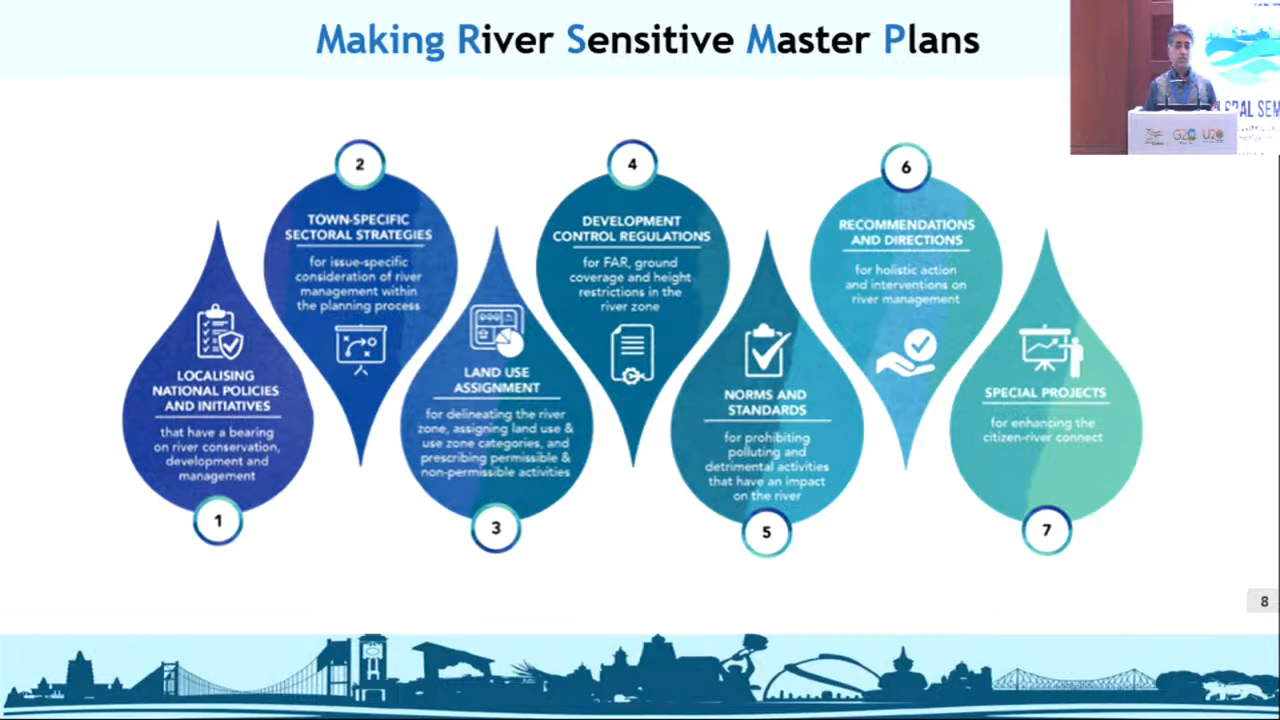 Making River Sensitive Master Plans
1
LOCALISING
NATIONAL POLICIES
AND INITIATIVES
that have a bearing
on river conservation,
development and
management
2
TOWN-SPECIFIC
SECTORAL STRATEGIES
for issue-specific
consideration of river
management within
the planning process
3
LAND USE
ASSIGNMENT
for delineating the river
zone, assigning land use &
use zone categories, and
prescribing permissible &
non-permissible activities
4
DEVELOPMENT
CONTROL REGULATIONS
for FAR, ground
coverage and height
restrictions in the
river zone
5
NORMS AND
STANDARDS
for prohibiting
polluting and
detrimental activities
that have an impact
on the river
6
RECOMMENDATIONS
AND DIRECTIONS
for holistic action
and interventions on
river management
7
SPECIAL PROJECTS
for enhancing the
citizen-river connect
8
G20 U20